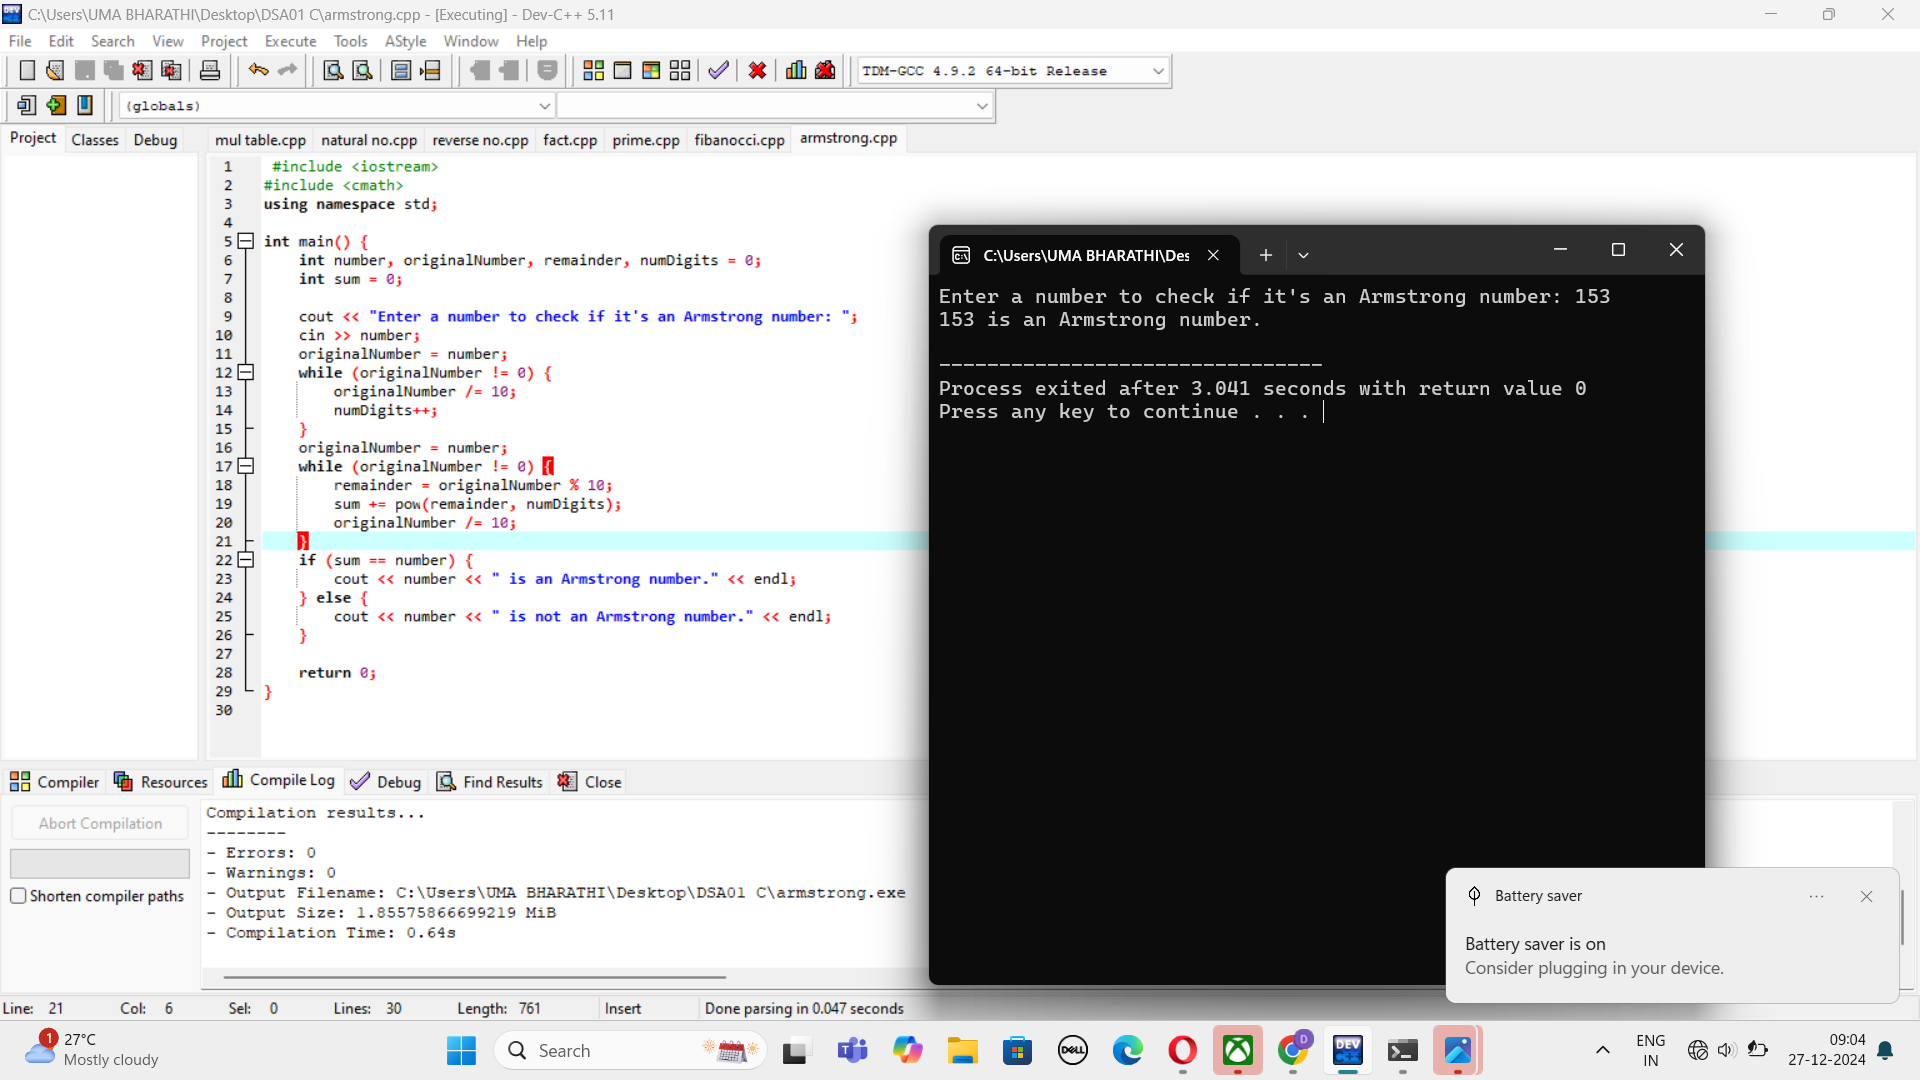 C:\Users\UMA BHARATHI\Desktop\DSA01 C\armstrong.cpp - [Executing] - Dev-C++ 5.11
File Edit Search View Project Execute Tools AStyle Window Help
TDM-GCC 4.9.2 64-bit Release
(globals)
Project Classes Debug
mul table.cpp natural no.cpp reverse no.cpp fact.cpp prime.cpp fibanocci.cpp armstrong.cpp
1 #include <iostream>
2 #include <cmath>
3 using namespace std;
4
5 int main() {
6 int number, originalNumber, remainder, numDigits = 0;
7 int sum = 0;
8
9 cout << "Enter a number to check if it's an Armstrong number: ";
10 cin >> number;
11 originalNumber = number;
12 while (originalNumber != 0) {
13 originalNumber /= 10;
14 numDigits++;
15 }
16 originalNumber = number;
17 while (originalNumber != 0) {
18 remainder = originalNumber % 10;
19 sum += pow(remainder, numDigits);
20 originalNumber /= 10;
21 }
22 if (sum == number) {
23 cout << number << " is an Armstrong number." << endl;
24 } else {
25 cout << number << " is not an Armstrong number." << endl;
26 }
27
28 return 0;
29 }
30
C:\Users\UMA BHARATHI\Des
Enter a number to check if it's an Armstrong number: 153
153 is an Armstrong number.
--------------------------------
Process exited after 3.041 seconds with return value 0
Press any key to continue . . .
Compiler Resources Compile Log Debug Find Results Close
Abort Compilation
Shorten compiler paths
Compilation results...
--------
- Errors: 0
- Warnings: 0
- Output Filename: C:\Users\UMA BHARATHI\Desktop\DSA01 C\armstrong.exe
- Output Size: 1.85575866699219 MiB
- Compilation Time: 0.64s
Battery saver
Battery saver is on
Consider plugging in your device.
Line: 21 Col: 6 Sel: 0 Lines: 30 Length: 761 Insert Done parsing in 0.047 seconds
1
27°C
Mostly cloudy
Search
DELL
D
DEV
C++
ENG
IN
09:04
27-12-2024